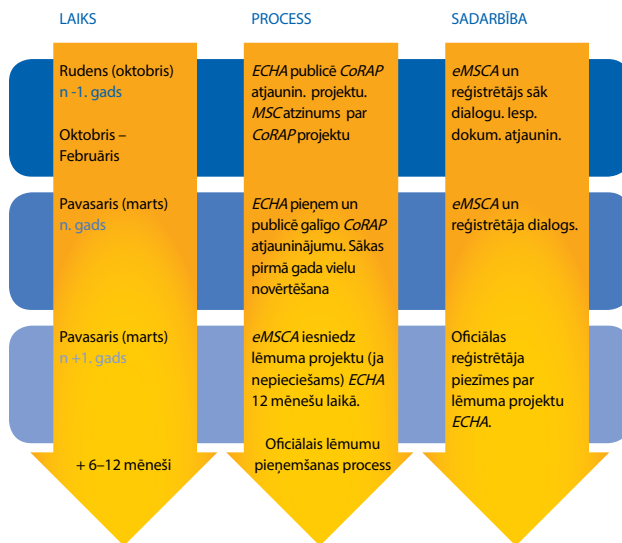 LAIKS
PROCESS
SADARBĪBA
Rudens (oktobris)
n -1. gads
Oktobris –
Februāris
ECHA publicē CoRAP
atjaunin. projektu.
MSC atzinums par
CoRAP projektu
eMSCA un
reģistrētājs sāk
dialogu. Iesp.
dokum. atjaunin.
Pavasaris (marts)
n. gads
ECHA pieņem un
publicē galīgo CoRAP
atjauninājumu. Sākas
pirmā gada vielu
novērtēšana
eMSCA un
reģistrētāja dialogs.
Pavasaris (marts)
n +1. gads
eMSCA iesniedz
lēmuma projektu (ja
nepieciešams) ECHA
12 mēnešu laikā.
Oficiālas
reģistrētāja
piezīmes par
lēmuma projektu
ECHA.
+ 6–12 mēneši
Oficiālais lēmumu
pieņemšanas process